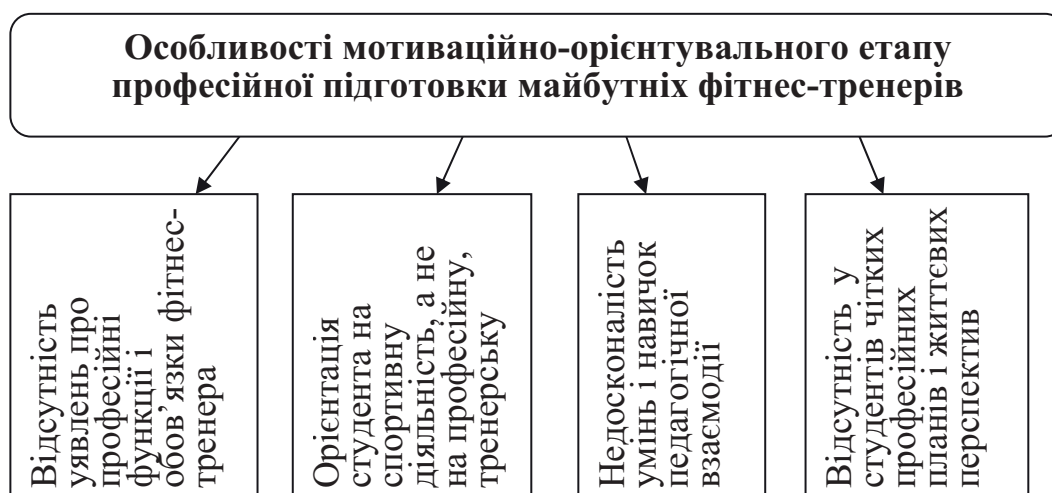 Особливості мотиваційно-орієнтувального етапу
професійної підготовки майбутніх фітнес-тренерів
Відсутність
уявлень про
професійні
функції і
обов’язки фітнес-
тренера
Орієнтація
студента на
спортивну
діяльність, а не
на професійну,
тренерську
Недосконалість
умінь і навичок
педагогічної
взаємодії
Відсутність у
студентів чітких
професійних
планів і життєвих
перспектив